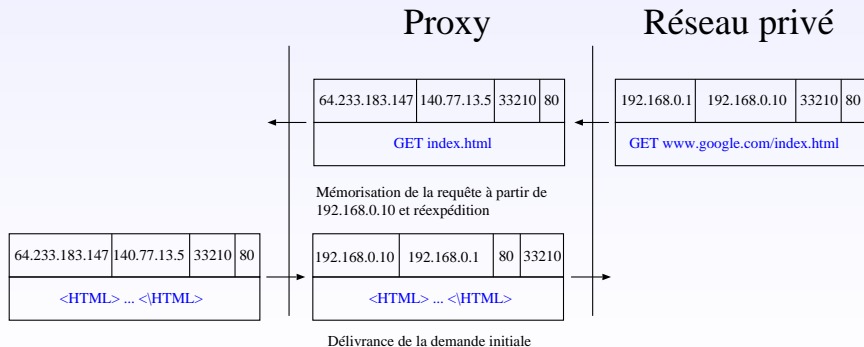 Proxy
Réseau privé
64.233.183.147 140.77.13.5 33210 80
GET index.html
192.168.0.1 192.168.0.10 33210 80
GET www.google.com/index.html
Mémorisation de la requête à partir de
192.168.0.10 et réexpédition
64.233.183.147 140.77.13.5 33210 80
<HTML> ... <\HTML>
192.168.0.10 192.168.0.1 80 33210
<HTML> ... <\HTML>
Délivrance de la demande initiale